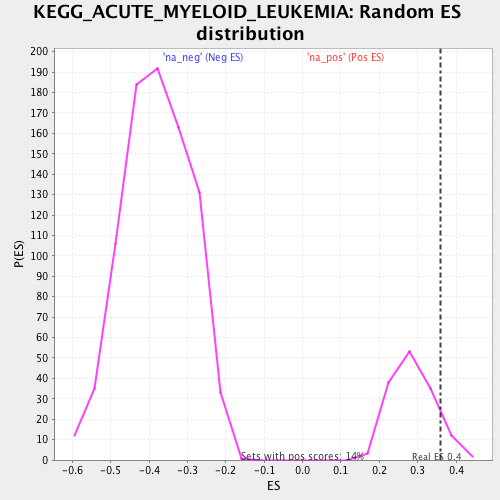 KEGG_ACUTE_MYELOID_LEUKEMIA: Random ES
distribution
'na_neg' (Neg ES)
'na_pos' (Pos ES)
200
190
180
170
160
150
140
130
120
110
100
90
80
70
60
50
40
30
20
10
0
P(ES)
Sets with pos scores: 14%
Real ES 0.4
-0.6 -0.5 -0.4 -0.3 -0.2 -0.1 0.0 0.1 0.2 0.3 0.4
ES